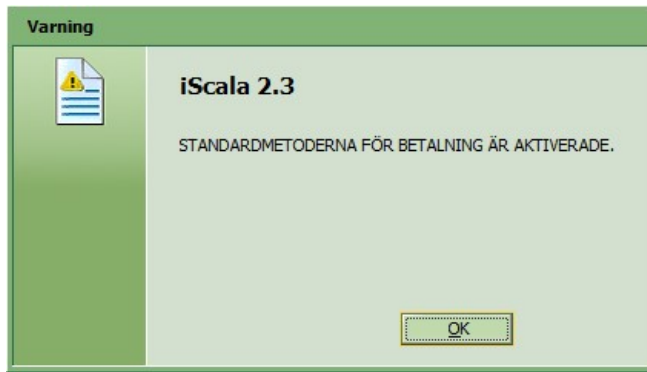 Varning
iScala 2.3
STANDARDMETODERNA FÖR BETALNING ÄR AKTIVERADE.
OK